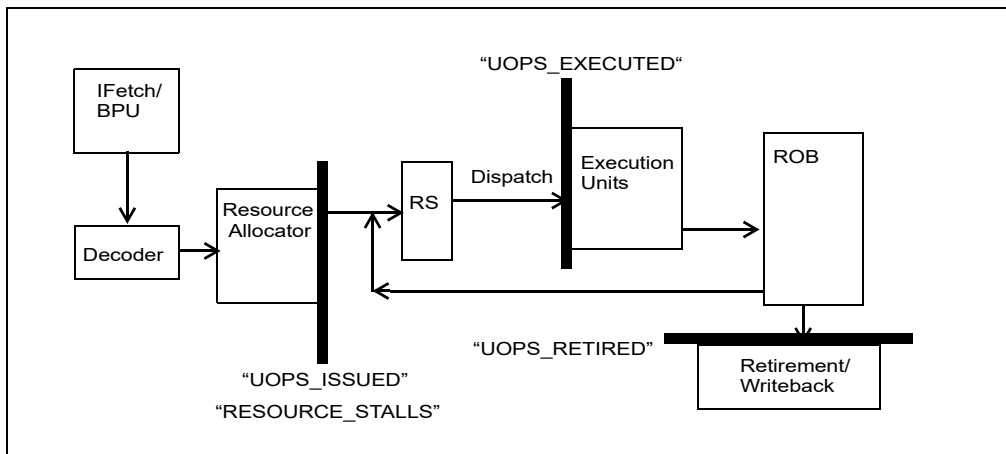 “UOPS_EXECUTED“
IFetch/
BPU
Execution
Units
ROB
Dispatch
RS
Resource
Allocator
Decoder
“UOPS_RETIRED”
Retirement/
Writeback
“UOPS_ISSUED”
“RESOURCE_STALLS”